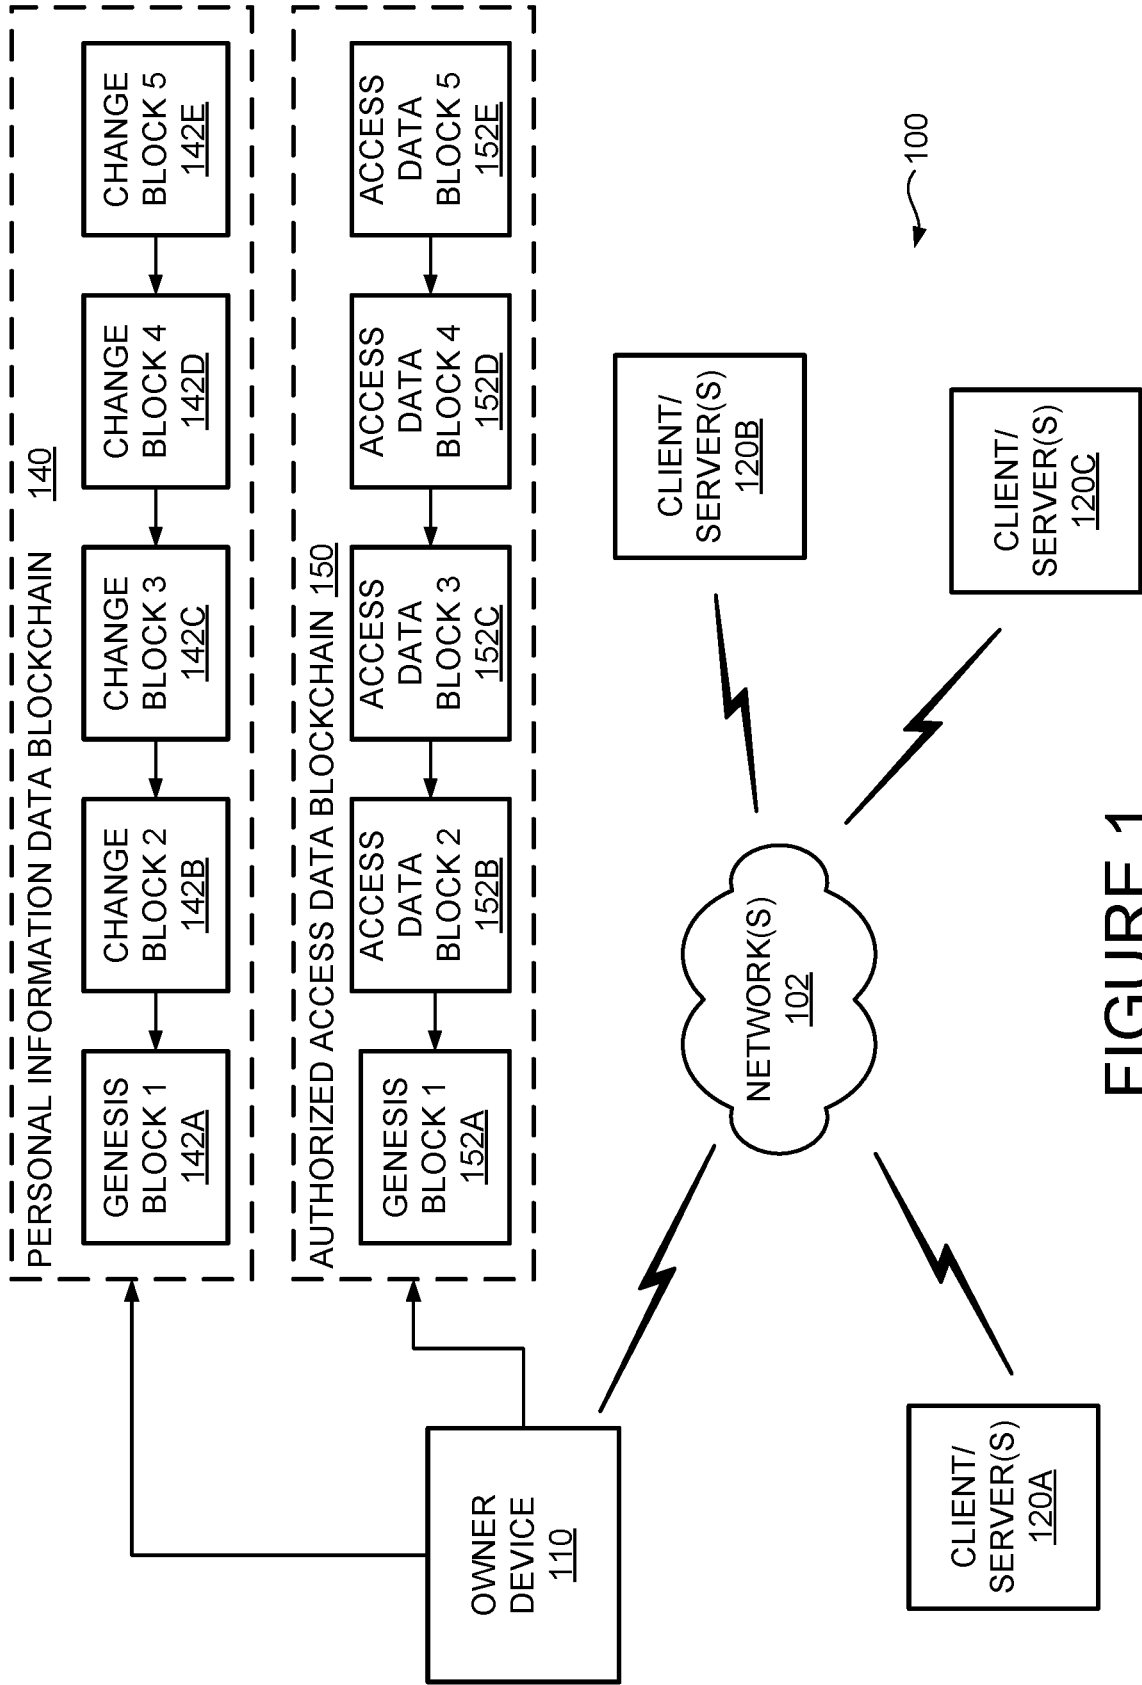 PERSONAL INFORMATION DATA BLOCKCHAIN 140
GENESIS
BLOCK 1
142A
CHANGE
BLOCK 2
142B
CHANGE
BLOCK 3
142C
CHANGE
BLOCK 4
142D
CHANGE
BLOCK 5
142E
AUTHORIZED ACCESS DATA BLOCKCHAIN 150
GENESIS
BLOCK 1
152A
ACCESS
DATA
BLOCK 2
152B
ACCESS
DATA
BLOCK 3
152C
ACCESS
DATA
BLOCK 4
152D
ACCESS
DATA
BLOCK 5
152E
OWNER
DEVICE
110
NETWORK(S)
102
CLIENT/
SERVER(S)
120B
100
CLIENT/
SERVER(S)
120A
CLIENT/
SERVER(S)
120C
FIGURE 1